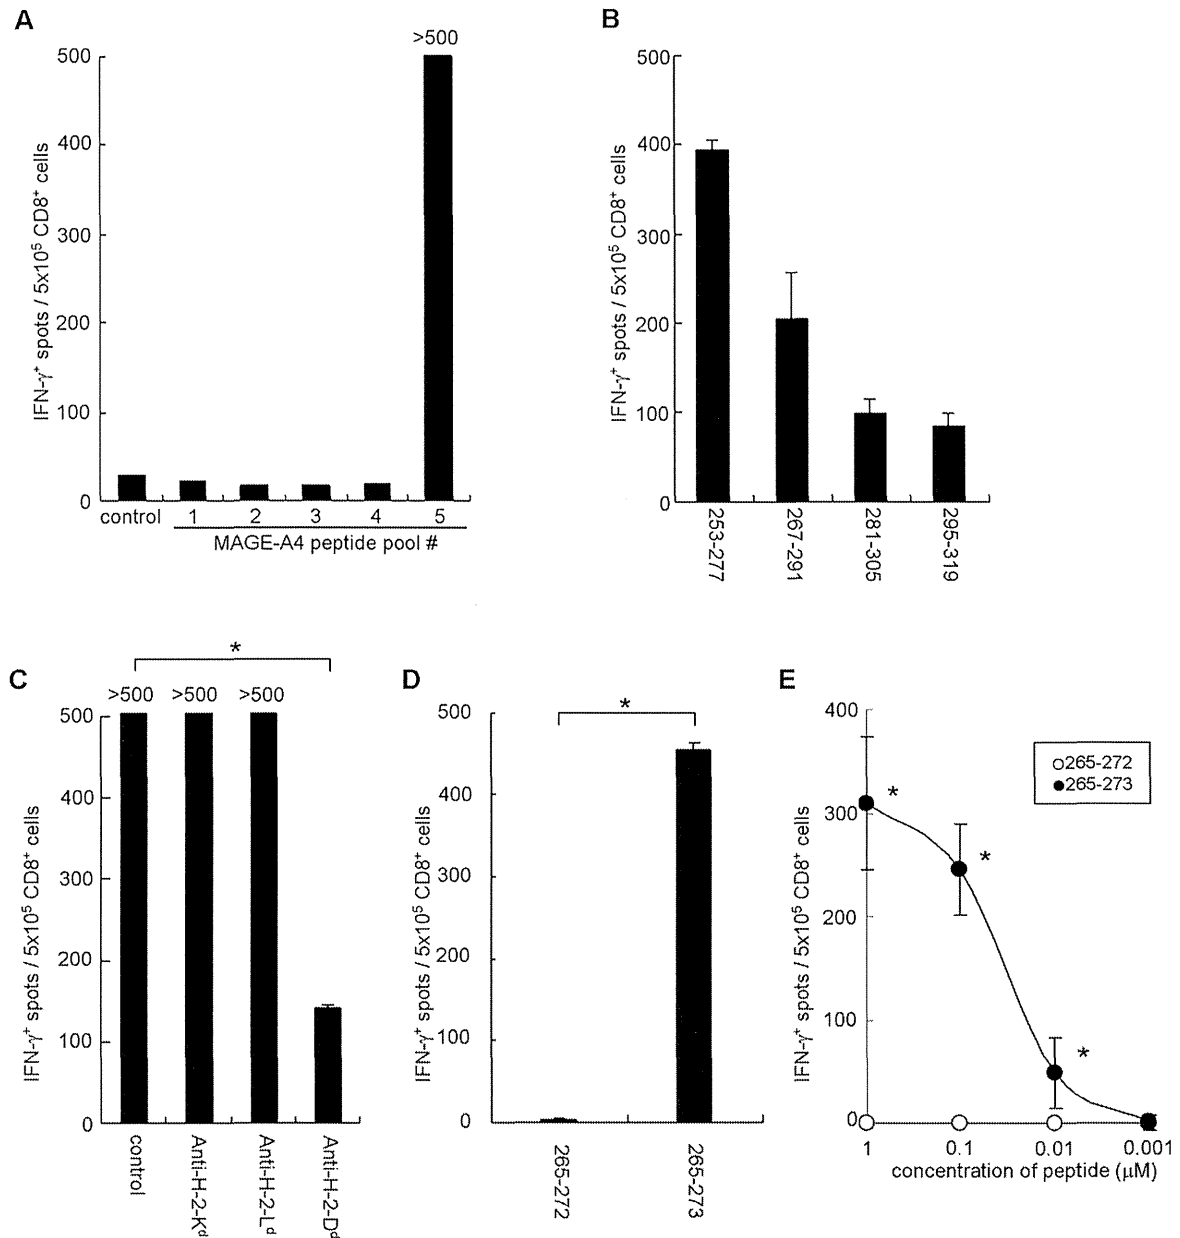 A
>500
500
400
300
200
100
0
IFN-γ+ spots / 5x10⁵ CD8+ cells
control 1 2 3 4 5
MAGE-A4 peptide pool #
B
500
400
300
200
100
0
IFN-γ+ spots / 5x10⁵ CD8+ cells
253-277
267-291
281-305
295-319
C
*
>500 >500 >500
500
400
300
200
100
0
IFN-γ+ spots / 5x10⁵ CD8+ cells
control
Anti-H-2-Kᵈ
Anti-H-2-Lᵈ
Anti-H-2-Dᵈ
D
*
500
400
300
200
100
0
IFN-γ+ spots / 5x10⁵ CD8+ cells
265-272
265-273
E
400
300
200
100
0
IFN-γ+ spots / 5x10⁵ CD8+ cells
○265-272
●265-273
*
*
*
1 0.1 0.01 0.001
concentration of peptide (μM)